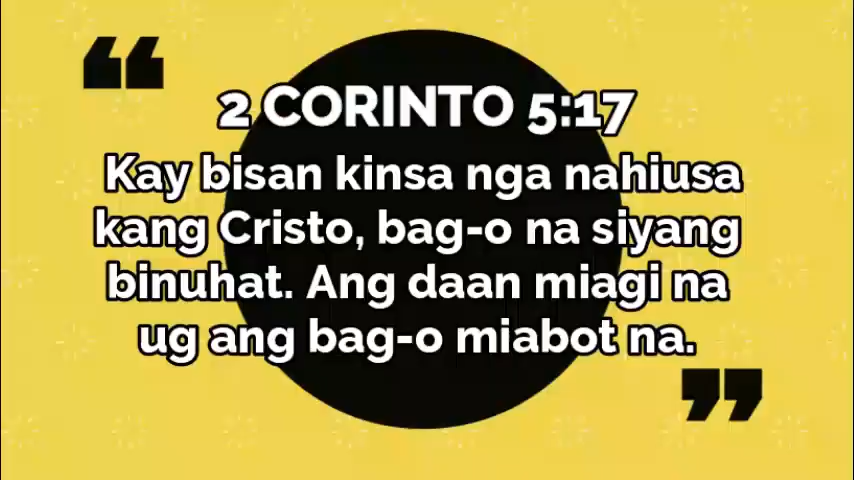 2 CORINTO 5:17
Kay bisan kinsa nga nahiusa
kang Cristo, bag-o na siyang
binuhat. Ang daan miagi na
ug ang bag-o miabot na.